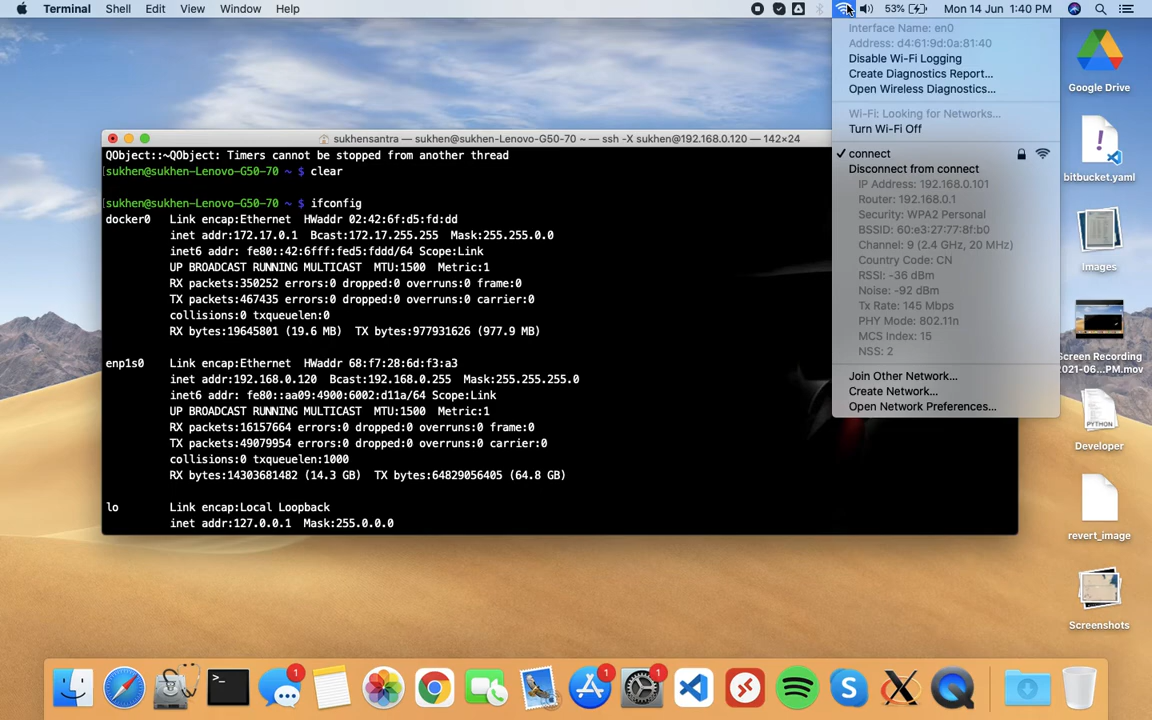 Terminal Shell Edit View Window Help 53% Mon 14 Jun 1:40 PM
Interface Name: en0
Address: d4:61:9d:0a:81:40
Disable Wi-Fi Logging
Create Diagnostics Report...
Open Wireless Diagnostics...
Wi-Fi: Looking for Networks...
Turn Wi-Fi Off
connect
Disconnect from connect
IP Address: 192.168.0.101
Router: 192.168.0.1
Security: WPA2 Personal
BSSID: 60:e3:27:77:8f:b0
Channel: 9 (2.4 GHz, 20 MHz)
Country Code: CN
RSSI: -36 dBm
Noise: -92 dBm
Tx Rate: 145 Mbps
PHY Mode: 802.11n
MCS Index: 15
NSS: 2
Join Other Network...
Create Network...
Open Network Preferences...
sukhensantra — sukhen@sukhen-Lenovo-G50-70 ~ — ssh -X sukhen@192.168.0.120 — 142×24
QObject::~QObject: Timers cannot be stopped from another thread
[sukhen@sukhen-Lenovo-G50-70 ~ $ clear
[sukhen@sukhen-Lenovo-G50-70 ~ $ ifconfig
docker0 Link encap:Ethernet HWaddr 02:42:6f:d5:fd:dd
inet addr:172.17.0.1 Bcast:172.17.255.255 Mask:255.255.0.0
inet6 addr: fe80::42:6fff:fed5:fddd/64 Scope:Link
UP BROADCAST RUNNING MULTICAST MTU:1500 Metric:1
RX packets:350252 errors:0 dropped:0 overruns:0 frame:0
TX packets:467435 errors:0 dropped:0 overruns:0 carrier:0
collisions:0 txqueuelen:0
RX bytes:19645801 (19.6 MB) TX bytes:977931626 (977.9 MB)
enp1s0 Link encap:Ethernet HWaddr 68:f7:28:6d:f3:a3
inet addr:192.168.0.120 Bcast:192.168.0.255 Mask:255.255.255.0
inet6 addr: fe80::aa09:4900:6002:d11a/64 Scope:Link
UP BROADCAST RUNNING MULTICAST MTU:1500 Metric:1
RX packets:16157664 errors:0 dropped:0 overruns:0 frame:0
TX packets:49079954 errors:0 dropped:0 overruns:0 carrier:0
collisions:0 txqueuelen:1000
RX bytes:14303681482 (14.3 GB) TX bytes:64829056405 (64.8 GB)
lo Link encap:Local Loopback
inet addr:127.0.0.1 Mask:255.0.0.0
Google Drive
bitbucket.yaml
Images
Screen Recording
2021-06...PM.mov
PYTHON
Developer
revert_image
Screenshots
>_
1
1
1